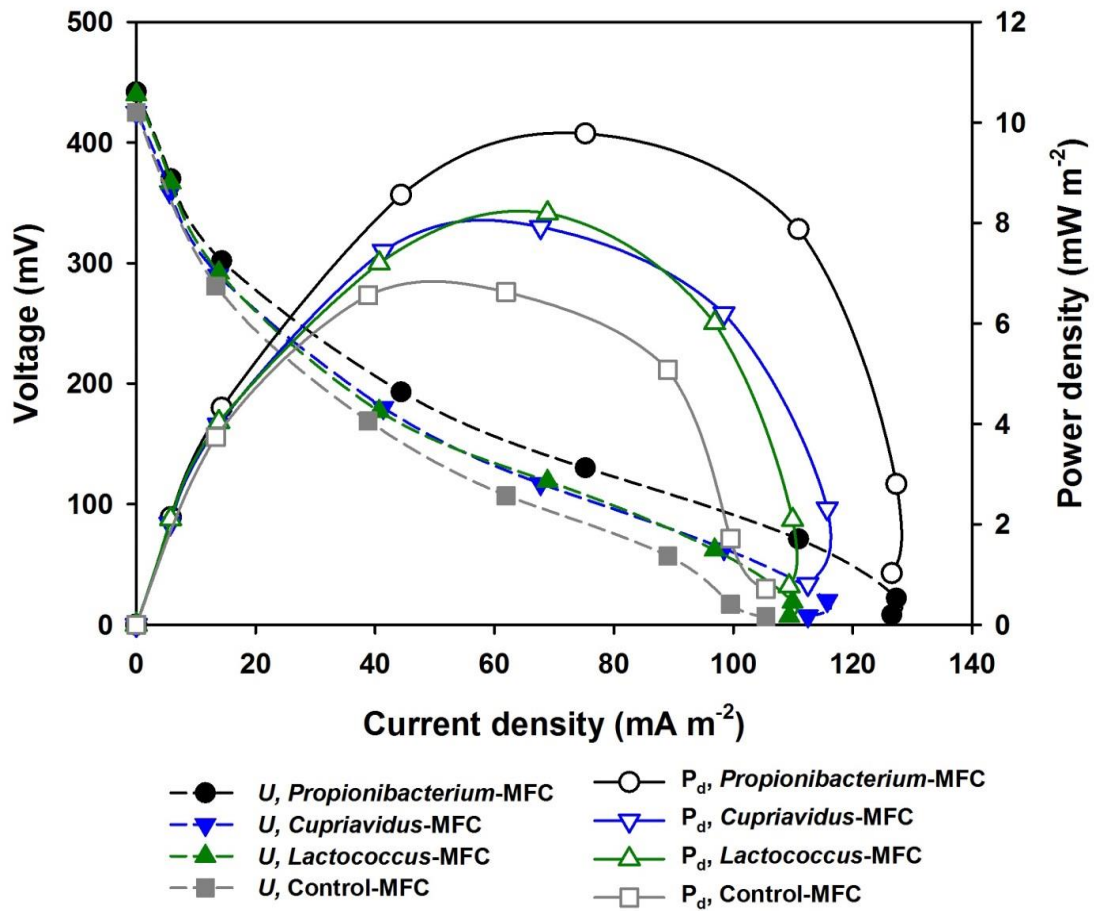 500
400
300
200
100
0
Voltage (mV)
12
10
8
6
4
2
0
Power density (mW m-2)
0 20 40 60 80 100 120 140
Current density (mA m-2)
U, Propionibacterium-MFC
U, Cupriavidus-MFC
U, Lactococcus-MFC
U, Control-MFC
Pd, Propionibacterium-MFC
Pd, Cupriavidus-MFC
Pd, Lactococcus-MFC
Pd, Control-MFC